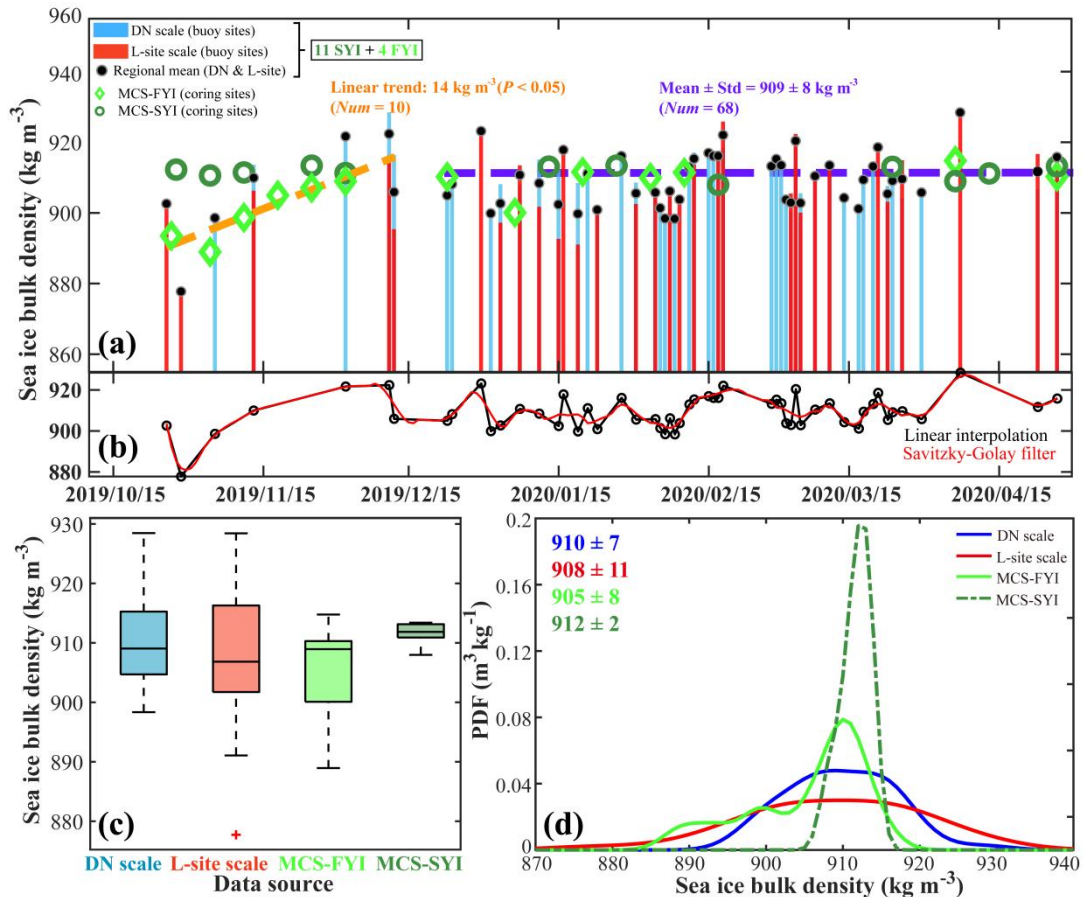 960
940
920
900
880
860
Sea ice bulk density (kg m⁻³)
DN scale (buoy sites)
L-site scale (buoy sites)
Regional mean (DN & L-site)
MCS-FYI (coring sites)
MCS-SYI (coring sites)
11 SYI + 4 FYI
Linear trend: 14 kg m⁻³(P < 0.05)
(Num = 10)
Mean ± Std = 909 ± 8 kg m⁻³
(Num = 68)
(a)
920
900
880
(b)
Linear interpolation
Savitzky-Golay filter
2019/10/15 2019/11/15 2019/12/15 2020/01/15 2020/02/15 2020/03/15 2020/04/15
930
920
910
900
890
880
Sea ice bulk density (kg m⁻³)
(c)
DN scale L-site scale MCS-FYI MCS-SYI
Data source
0.2
0.16
0.12
0.08
0.04
0
PDF (m³ kg⁻¹)
910 ± 7
908 ± 11
905 ± 8
912 ± 2
DN scale
L-site scale
MCS-FYI
MCS-SYI
(d)
870 880 890 900 910 920 930 940
Sea ice bulk density (kg m⁻³)